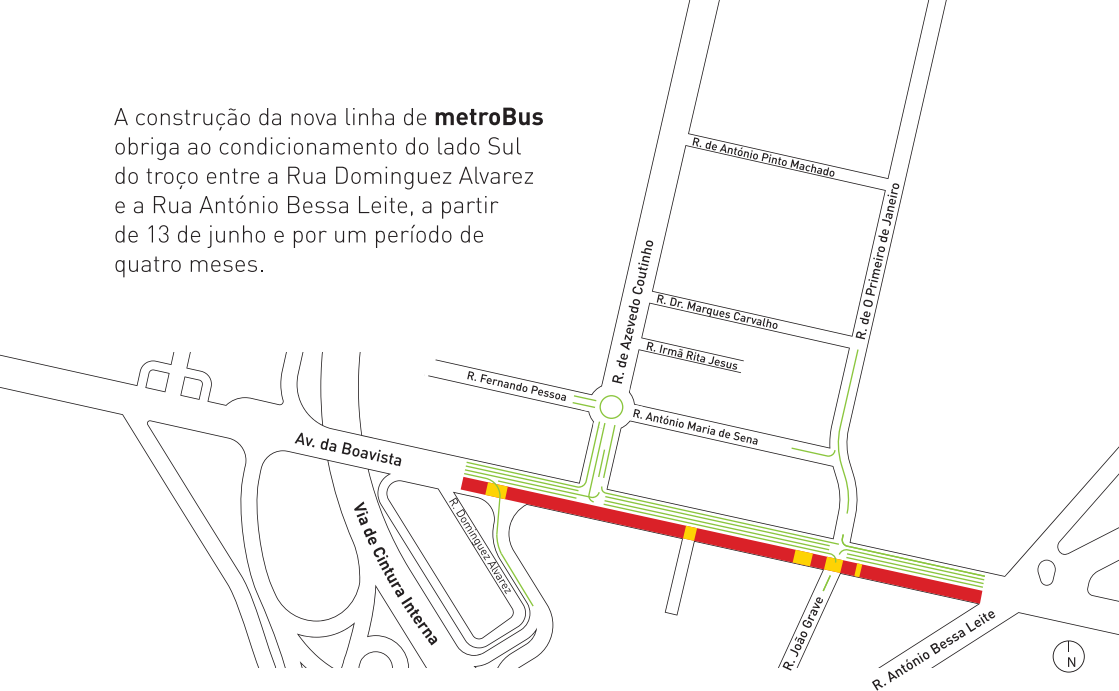 A construção da nova linha de metroBus
obriga ao condicionamento do lado Sul
do troço entre a Rua Dominguez Alvarez
e a Rua António Bessa Leite, a partir
de 13 de junho e por um período de
quatro meses.
R. de António Pinto Machado
R. de O Primeiro de Janeiro
R. de Azevedo Coutinho
R. Dr. Marques Carvalho
R. Irmã Rita Jesus
R. Fernando Pessoa
R. António Maria de Sena
Av. da Boavista
Via de Cintura Interna
R. Dominguez Alvarez
R. João Grave
R. António Bessa Leite
N